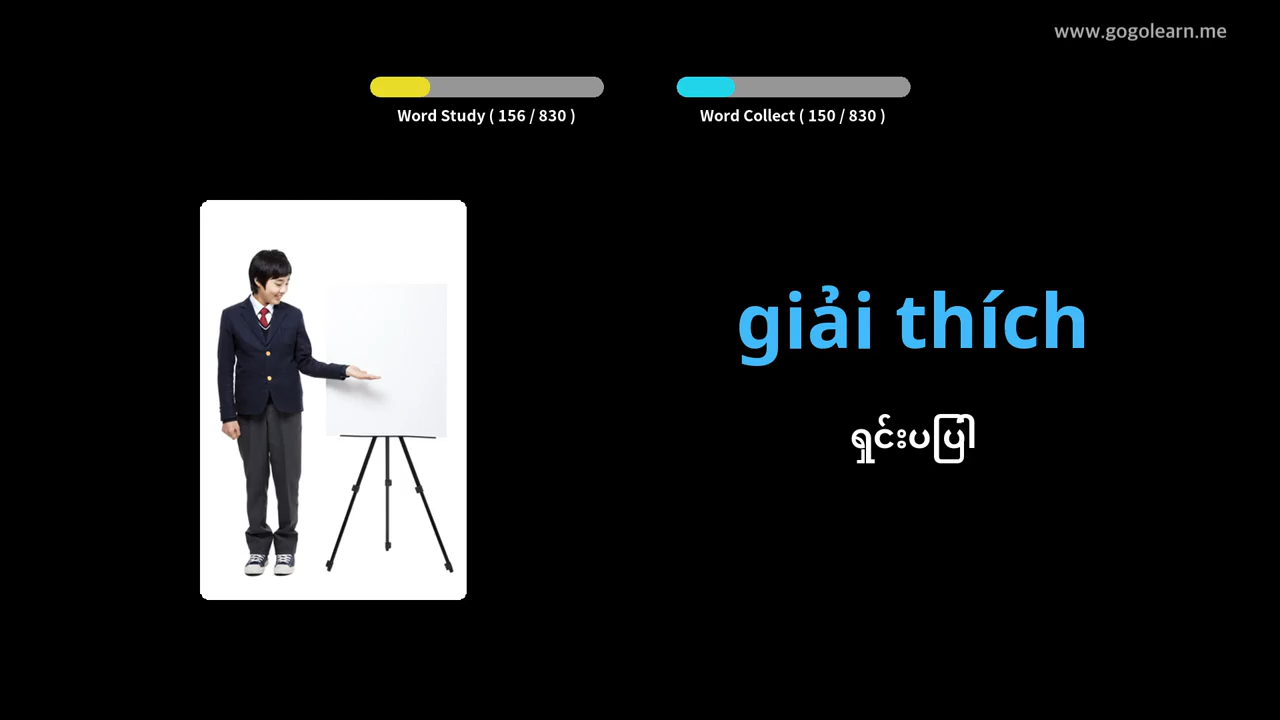 www.gogolearn.me
Word Study ( 156 / 830 )
Word Collect ( 150 / 830 )
giải thích
ရှင်းပပြါ